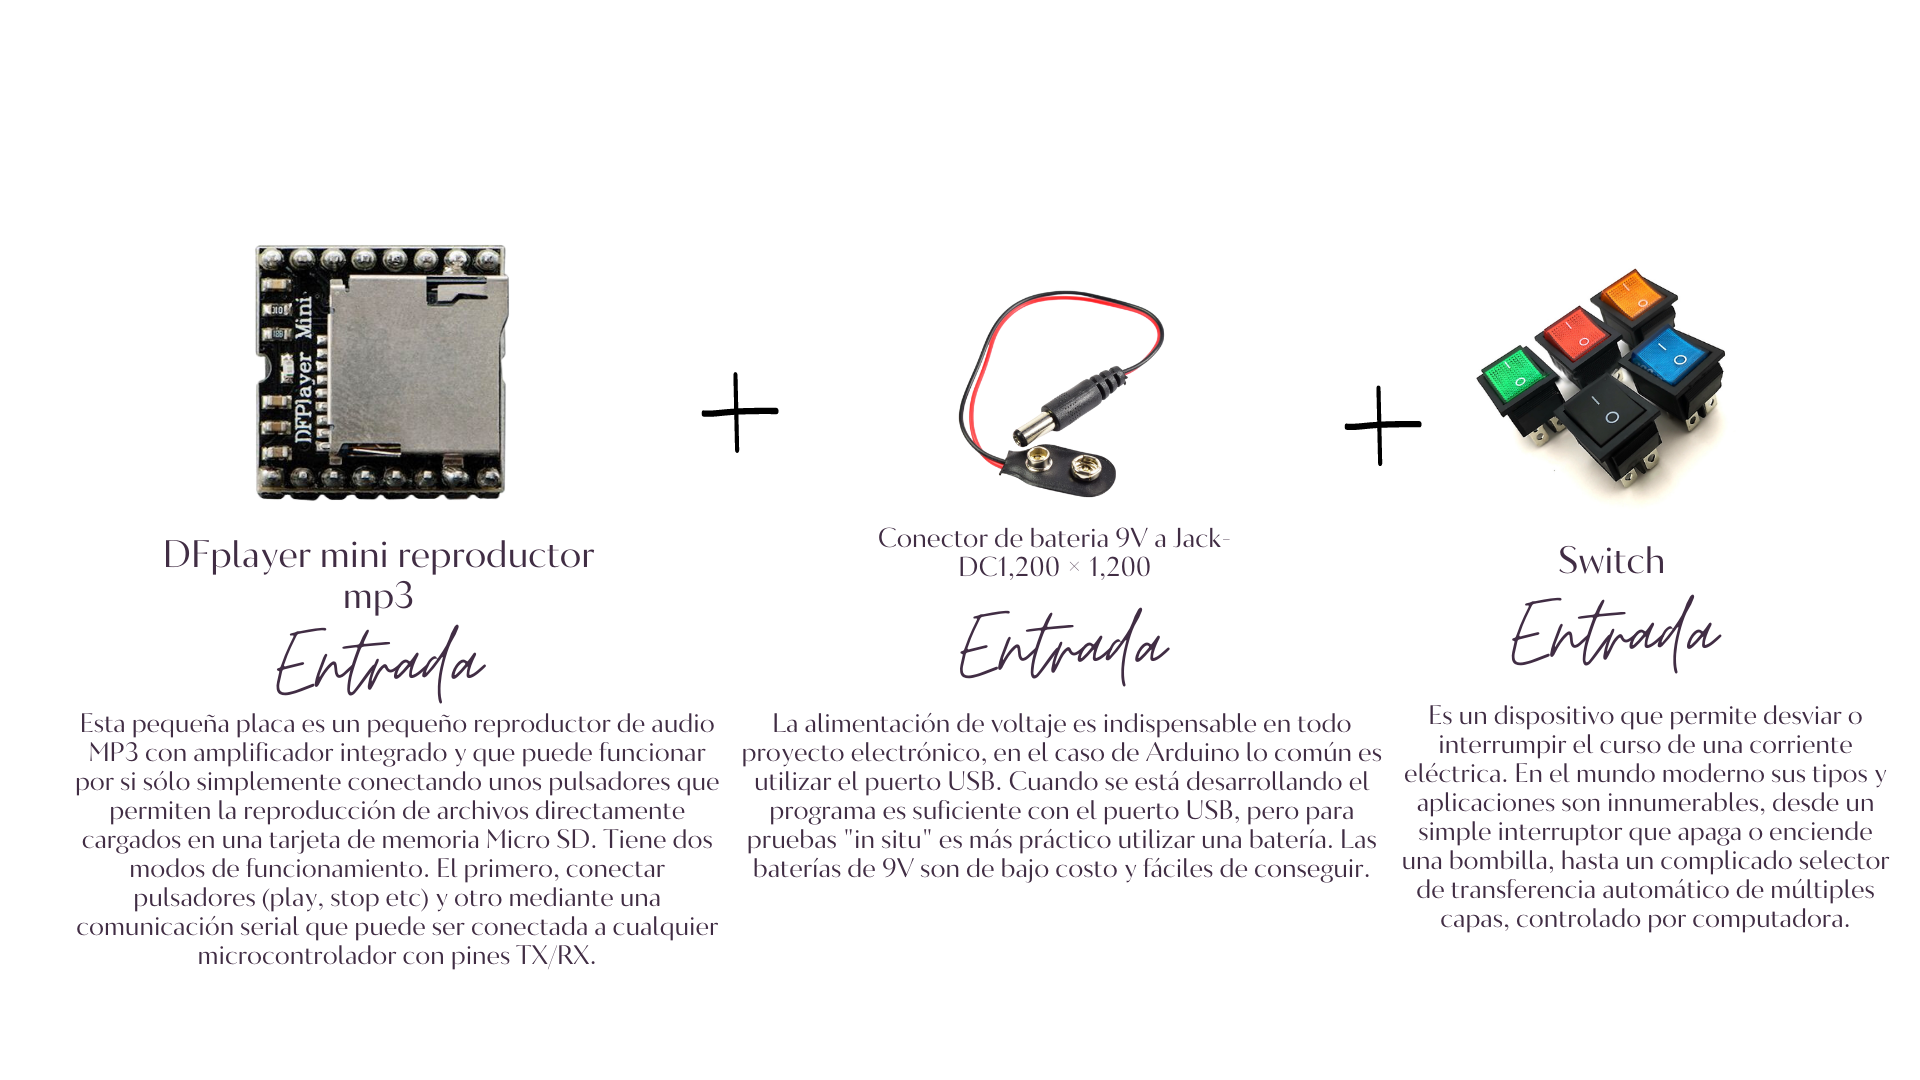 DFPlayer Mini
DFplayer mini reproductor
mp3
Entrada
Esta pequeña placa es un pequeño reproductor de audio
MP3 con amplificador integrado y que puede funcionar
por si sólo simplemente conectando unos pulsadores que
permiten la reproducción de archivos directamente
cargados en una tarjeta de memoria Micro SD. Tiene dos
modos de funcionamiento. El primero, conectar
pulsadores (play, stop etc) y otro mediante una
comunicación serial que puede ser conectada a cualquier
microcontrolador con pines TX/RX.
Conector de bateria 9V a Jack-
DC1,200 × 1,200
Entrada
La alimentación de voltaje es indispensable en todo
proyecto electrónico, en el caso de Arduino lo común es
utilizar el puerto USB. Cuando se está desarrollando el
programa es suficiente con el puerto USB, pero para
pruebas "in situ" es más práctico utilizar una batería. Las
baterías de 9V son de bajo costo y fáciles de conseguir.
Switch
Entrada
Es un dispositivo que permite desviar o
interrumpir el curso de una corriente
eléctrica. En el mundo moderno sus tipos y
aplicaciones son innumerables, desde un
simple interruptor que apaga o enciende
una bombilla, hasta un complicado selector
de transferencia automático de múltiples
capas, controlado por computadora.